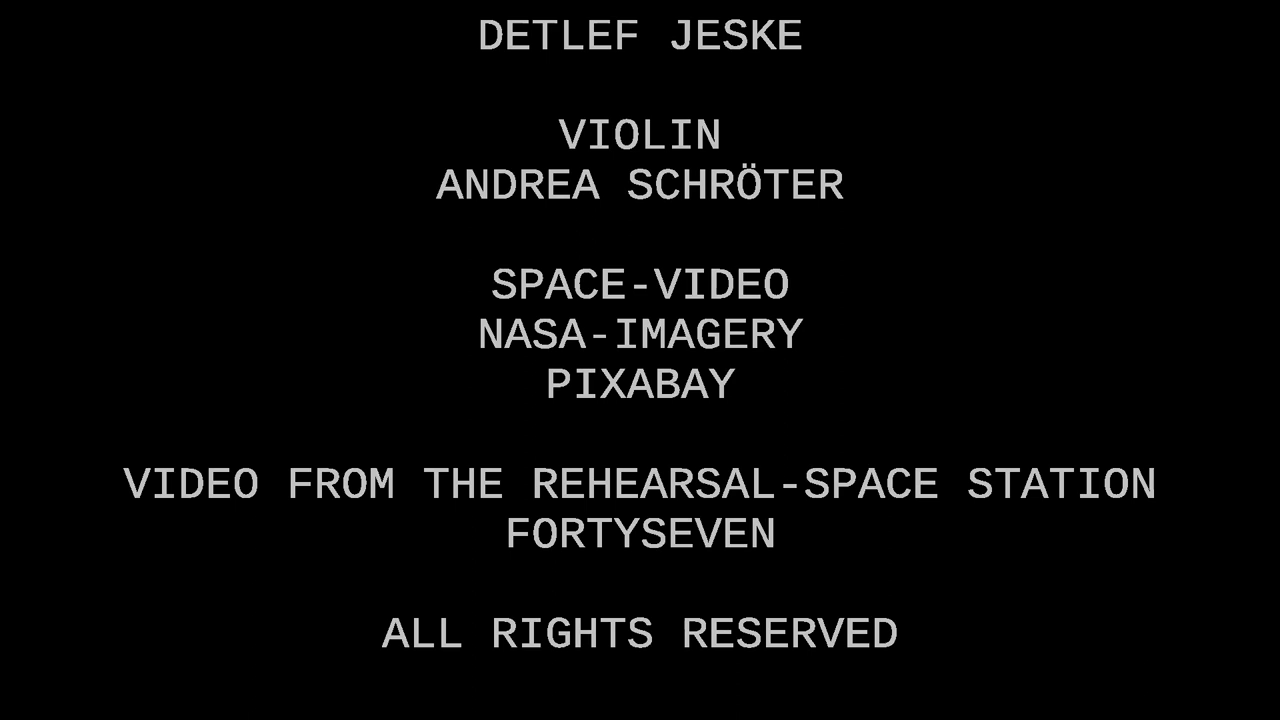 DETLEF JESKE
VIOLIN
ANDREA SCHRÖTER
SPACE-VIDEO
NASA-IMAGERY
PIXABAY
VIDEO FROM THE REHEARSAL-SPACE STATION
FORTYSEVEN
ALL RIGHTS RESERVED